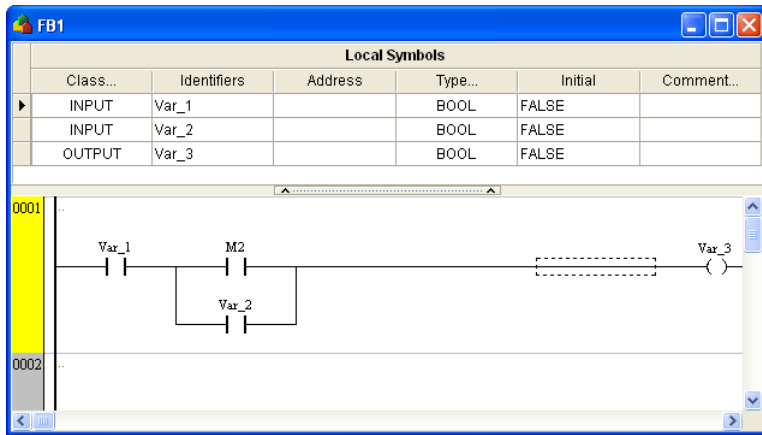 FB1
Local Symbols
Class... Identifiers Address Type... Initial Comment...
INPUT Var_1 BOOL FALSE
INPUT Var_2 BOOL FALSE
OUTPUT Var_3 BOOL FALSE
0001 ..
Var_1 M2 Var_3
Var_2
0002 ..